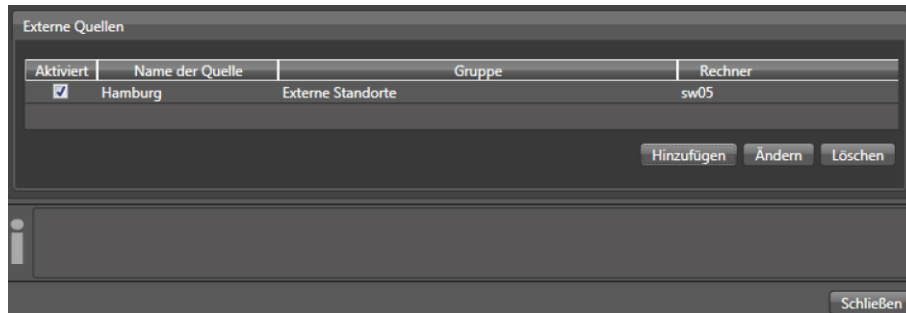 Externe Quellen
Aktiviert Name der Quelle Gruppe Rechner
Hamburg Externe Standorte sw05
Hinzufügen Ändern Löschen
Schließen